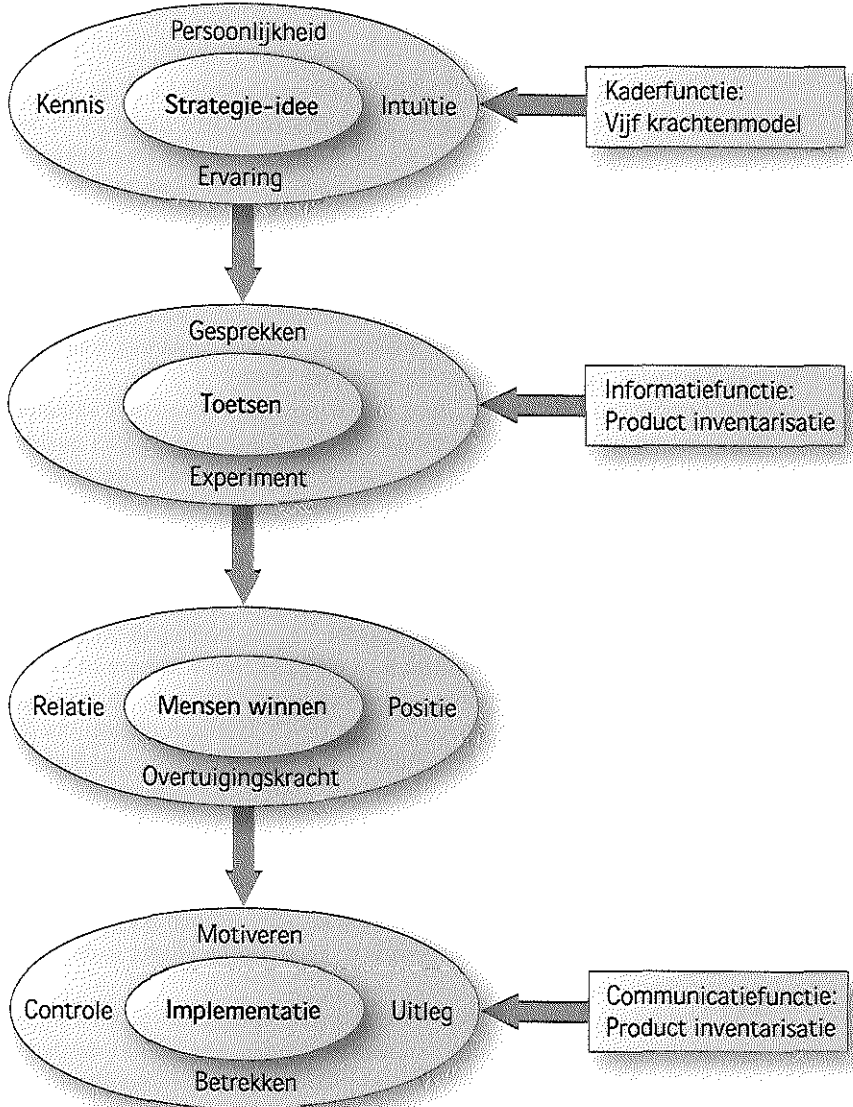 Persoonlijkheid
Kennis
Strategie-idee
Intuïtie
Ervaring
Kaderfunctie:
Vijf krachtenmodel
Gesprekken
Toetsen
Experiment
Informatiefunctie:
Product inventarisatie
Relatie
Mensen winnen
Positie
Overtuigingskracht
Motiveren
Controle
Implementatie
Uitleg
Betrekken
Communicatiefunctie:
Product inventarisatie